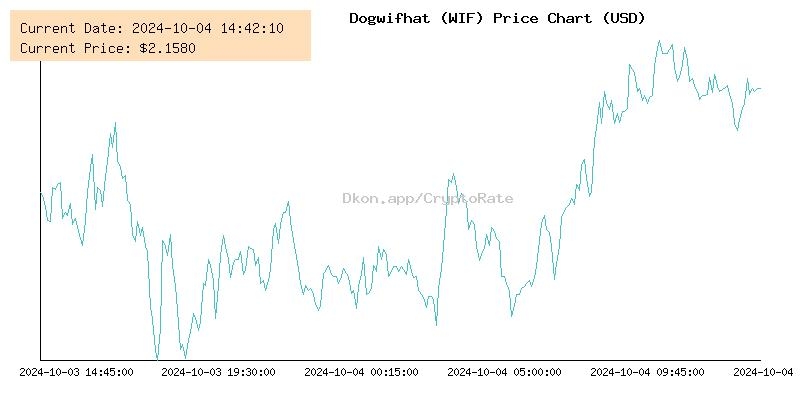 Dogwifhat (WIF) Price Chart (USD)
Current Date: 2024-10-04 14:42:10
Current Price: $2.1580
Dkon.app/CryptoRate
2024-10-03 14:45:00
2024-10-03 19:30:00
2024-10-04 00:15:00
2024-10-04 05:00:00
2024-10-04 09:45:00
2024-10-04